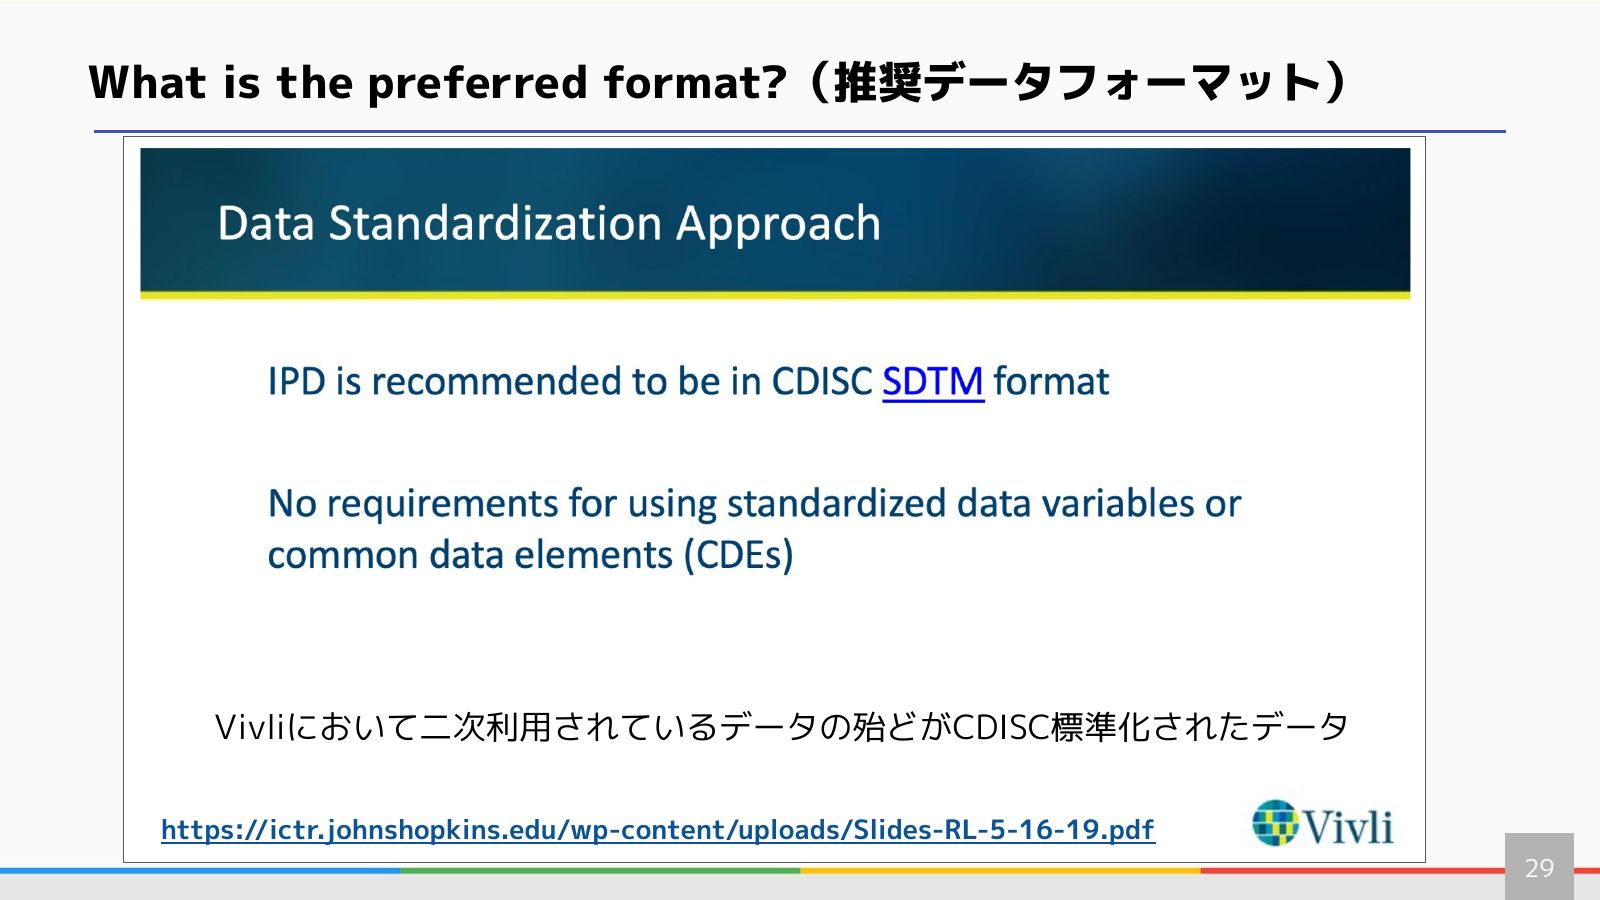 What is the preferred format?（推奨データフォーマット）
Data Standardization Approach
IPD is recommended to be in CDISC SDTM format
No requirements for using standardized data variables or
common data elements (CDEs)
Vivliにおいて二次利用されているデータの殆どがCDISC標準化されたデータ
https://ictr.johnshopkins.edu/wp-content/uploads/Slides-RL-5-16-19.pdf
Vivli
29